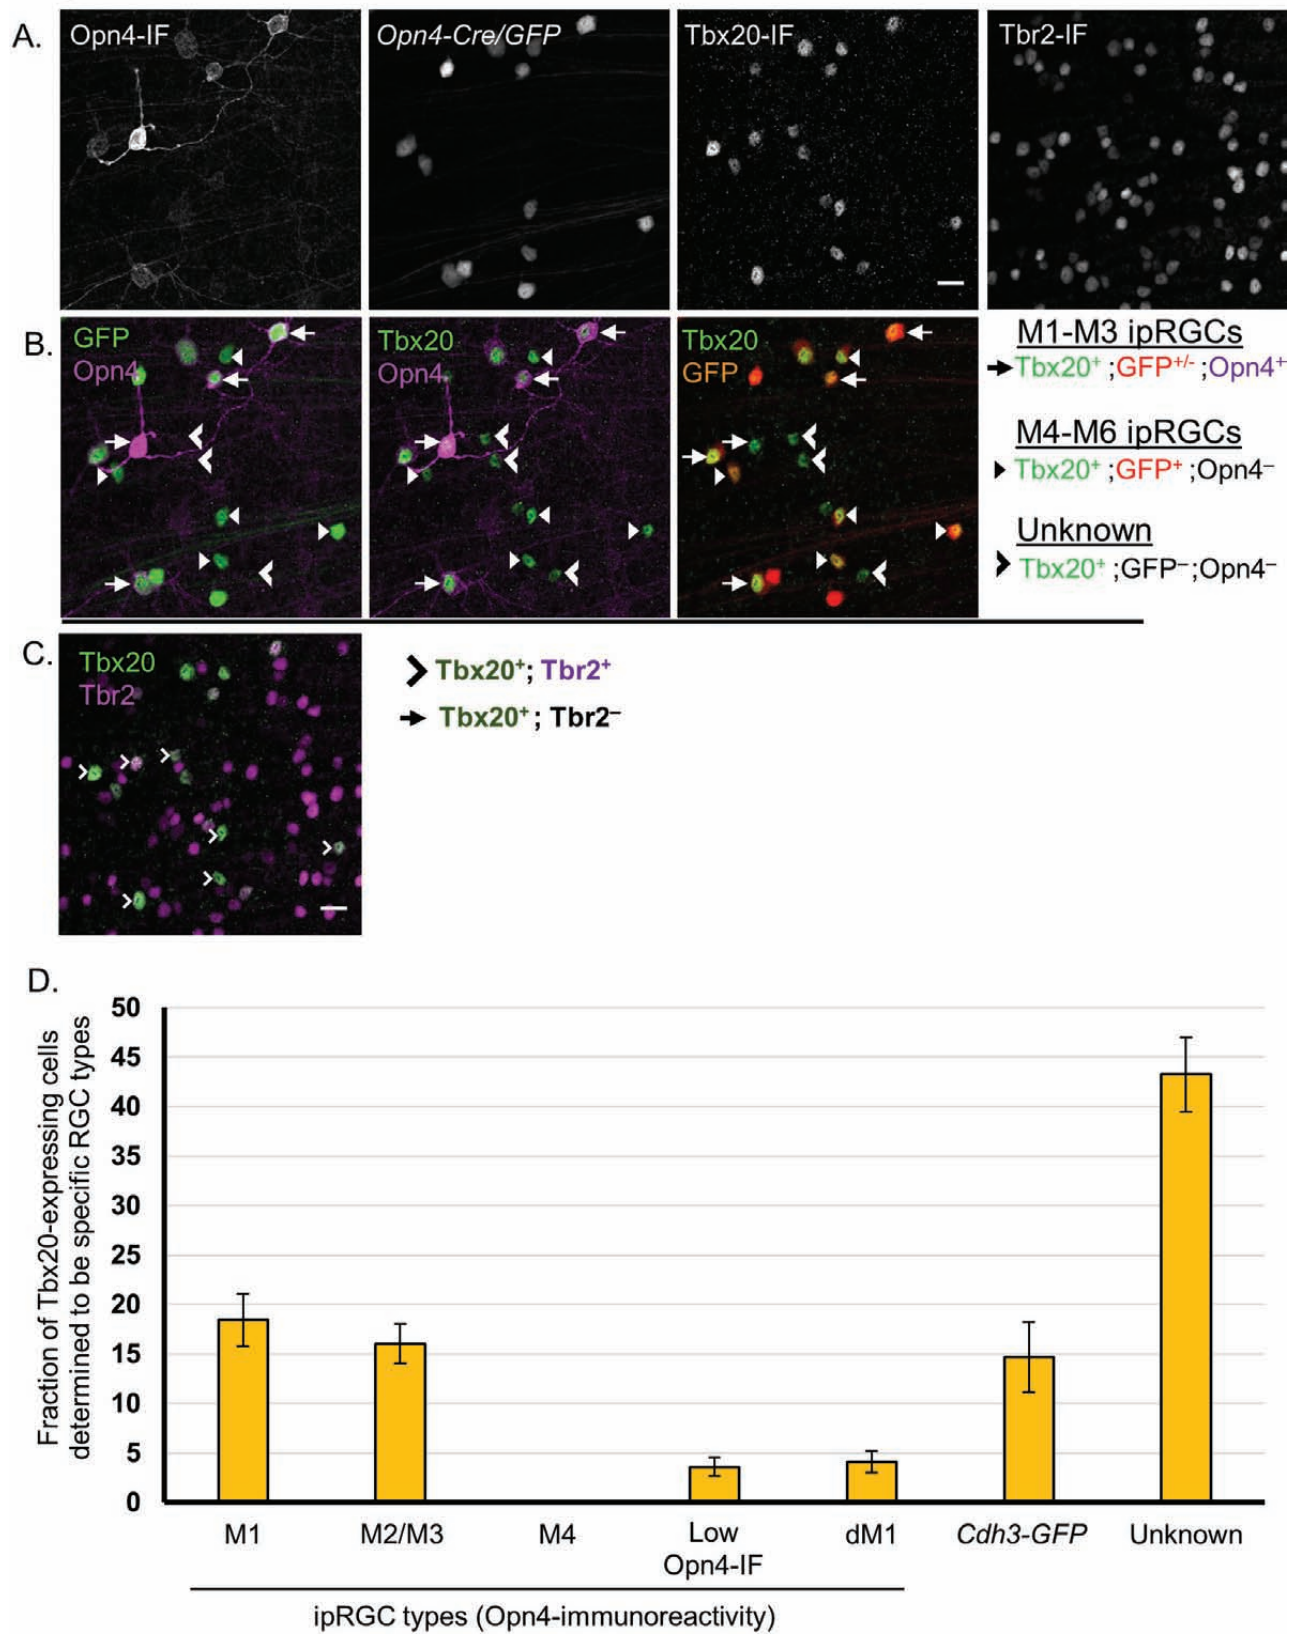 A.
Opn4-IF
Opn4-Cre/GFP
Tbx20-IF
Tbr2-IF
B.
GFP
Opn4
Tbx20
Opn4
Tbx20
GFP
M1-M3 ipRGCs
Tbx20⁺ ;GFP⁺/⁻ ;Opn4⁺
M4-M6 ipRGCs
Tbx20⁺ ;GFP⁺ ;Opn4⁻
Unknown
Tbx20⁺ ;GFP⁻;Opn4⁻
C.
Tbx20
Tbr2
Tbx20⁺; Tbr2⁺
Tbx20⁺ ; Tbr2⁻
D.
Fraction of Tbx20-expressing cells
determined to be specific RGC types
50
45
40
35
30
25
20
15
10
5
0
M1
M2/M3
M4
Low
Opn4-IF
dM1
Cdh3-GFP
Unknown
ipRGC types (Opn4-immunoreactivity)